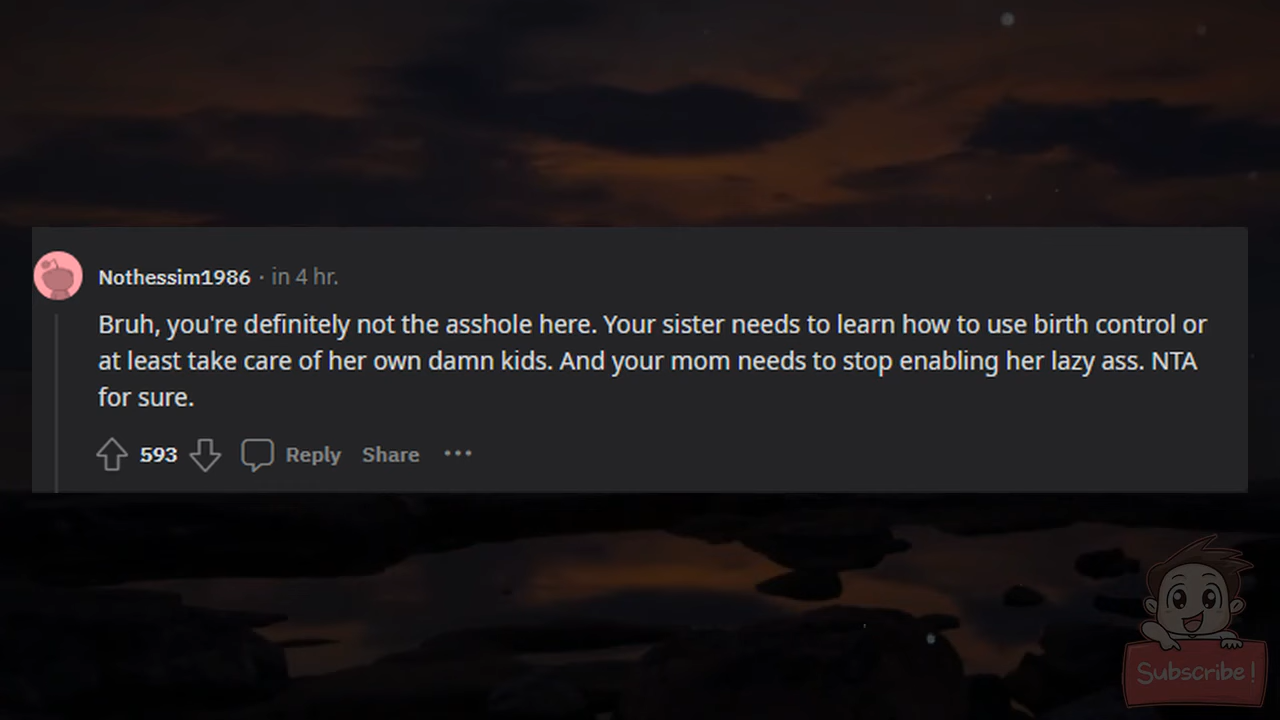 Nothessim1986 · in 4 hr.
Bruh, you're definitely not the asshole here. Your sister needs to learn how to use birth control or
at least take care of her own damn kids. And your mom needs to stop enabling her lazy ass. NTA
for sure.
593 Reply Share •••
Subscribe!